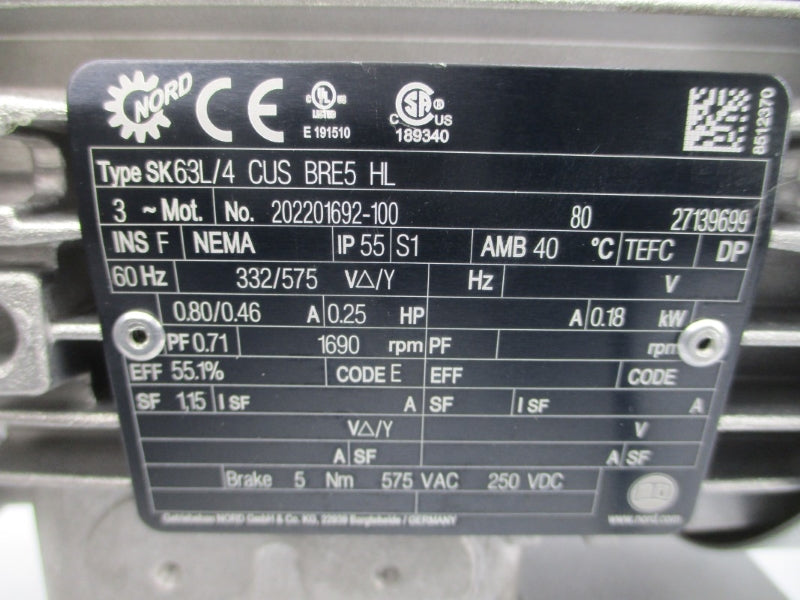 NORD CE C UL US LISTED E 191510 C SA ® US 189340 8512370
Type SK63L/4 CUS BRE5 HL
3 ~ Mot. No. 202201692-100 80 27139699
INS F NEMA IP 55 S1 AMB 40 °C TEFC DP
60 Hz 332/575 V△/Y Hz V
0.80/0.46 A 0.25 HP A 0.18 kW
PF 0.71 1690 rpm PF rpm
EFF 55.1% CODE E EFF CODE
SF 1,15 I SF A SF I SF A
V△/Y V
A SF A SF
Brake 5 Nm 575 VAC 250 VDC
Getriebebau NORD GmbH & Co. KG, 22939 Bargteheide / GERMANY www.nord.com